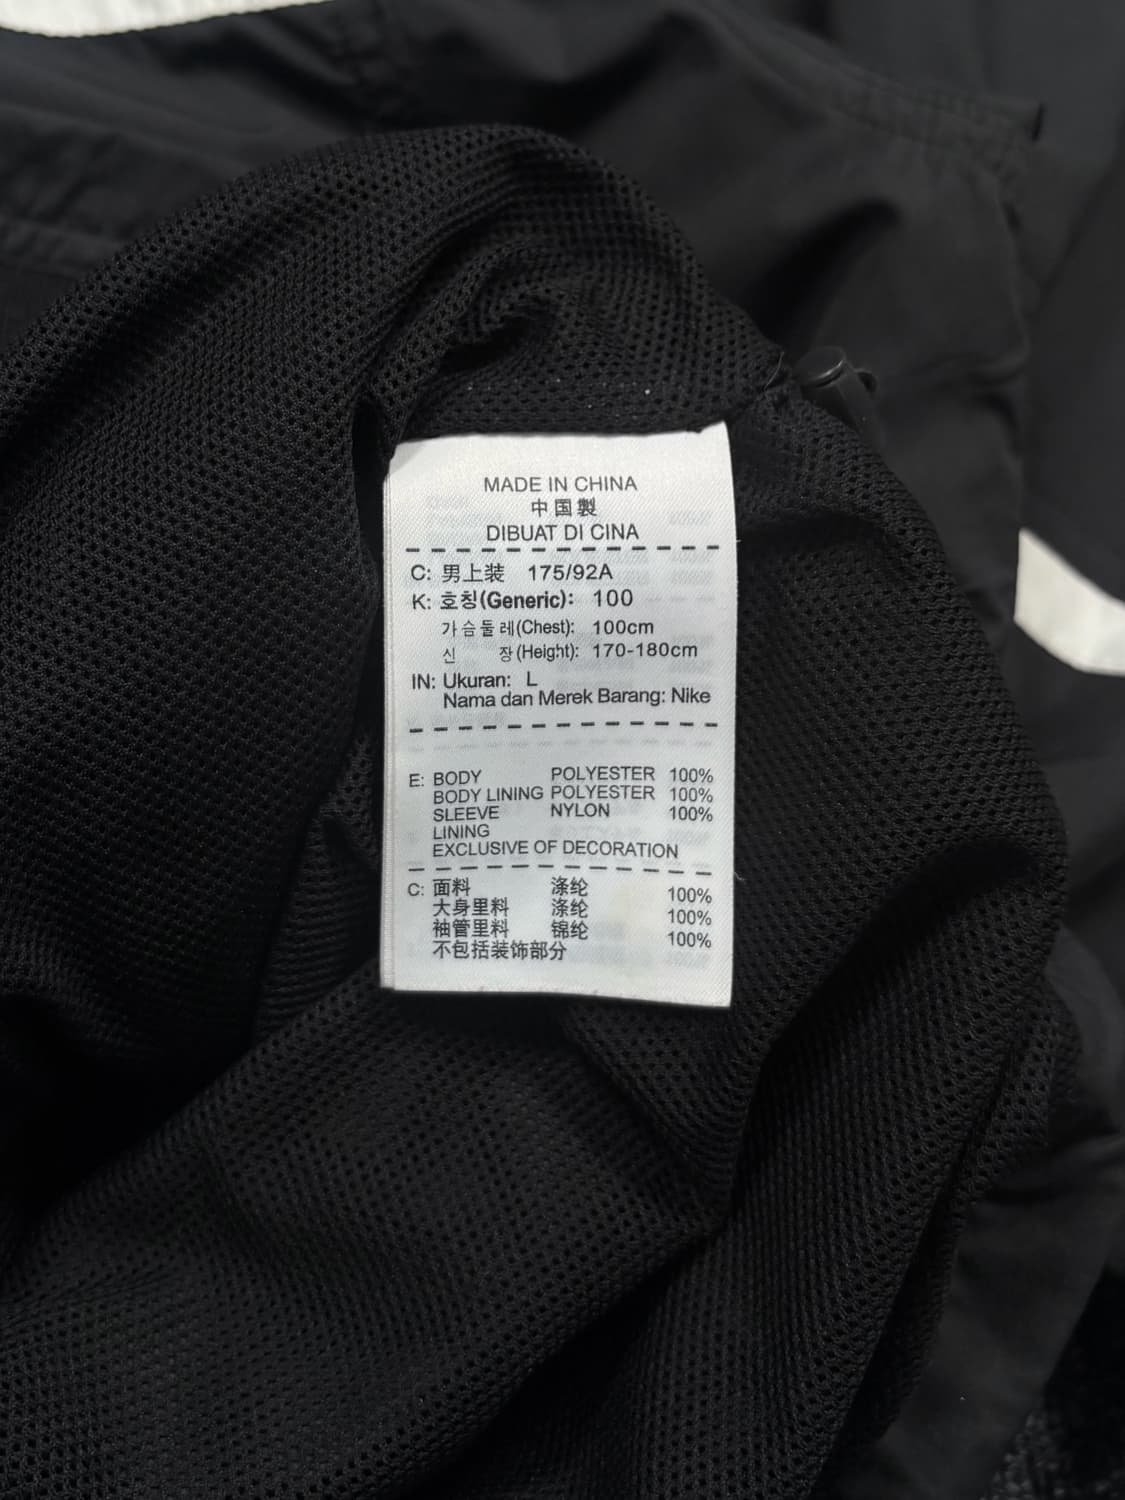 MADE IN CHINA
中国製
DIBUAT DI CINA
C: 男上装 175/92A
K: 호칭(Generic): 100
가슴둘레(Chest): 100cm
신 장(Height): 170-180cm
IN: Ukuran: L
Nama dan Merek Barang: Nike
E: BODY POLYESTER 100%
BODY LINING POLYESTER 100%
SLEEVE NYLON 100%
LINING
EXCLUSIVE OF DECORATION
C: 面料 涤纶 100%
大身里料 涤纶 100%
袖管里料 锦纶 100%
不包括装饰部分